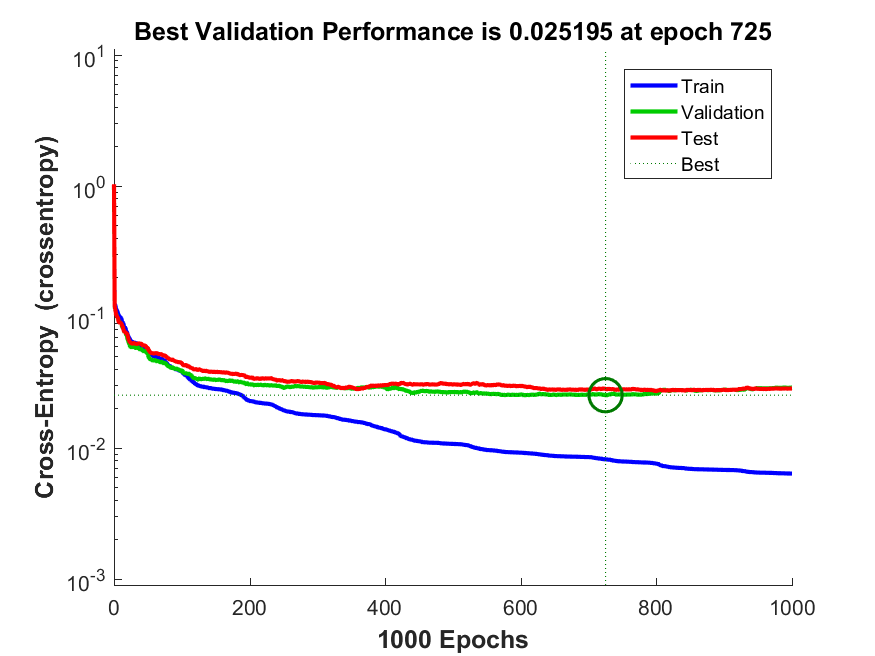 Best Validation Performance is 0.025195 at epoch 725
10^1
10^0
10^-1
10^-2
10^-3
Cross-Entropy (crossentropy)
Train
Validation
Test
Best
0 200 400 600 800 1000
1000 Epochs